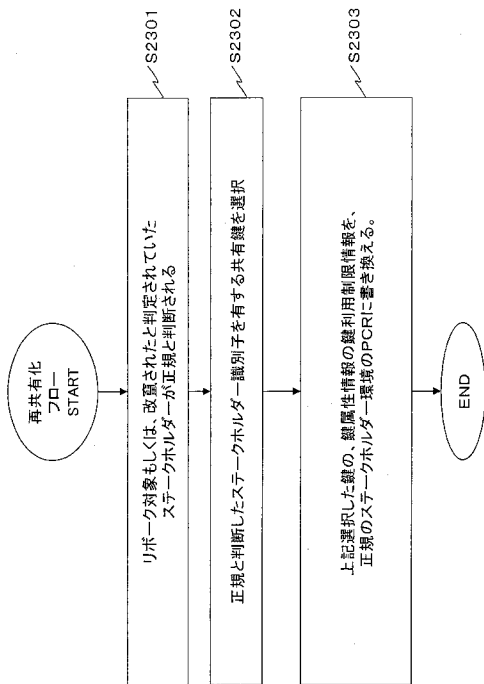 再共有化
フロー
START
S2301
リボーク対象もしくは、改竄されたと判定されていた
ステークホルダーが正規と判断される
S2302
正規と判断したステークホルダー識別子を有する共有鍵を選択
S2303
上記選択した鍵の、鍵属性情報の鍵利用制限情報を、
正規のステークホルダー環境のPCRに書き換える。
END